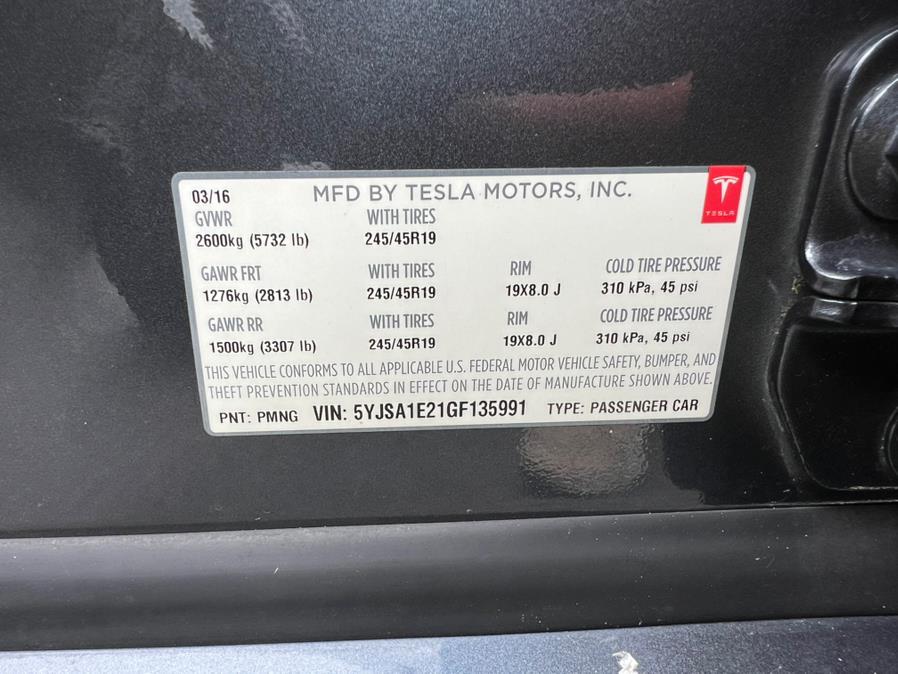 03/16 MFD BY TESLA MOTORS, INC.
TESLA
GVWR WITH TIRES
2600kg (5732 lb) 245/45R19
GAWR FRT WITH TIRES RIM COLD TIRE PRESSURE
1276kg (2813 lb) 245/45R19 19X8.0 J 310 kPa, 45 psi
GAWR RR WITH TIRES RIM COLD TIRE PRESSURE
1500kg (3307 lb) 245/45R19 19X8.0 J 310 kPa, 45 psi
THIS VEHICLE CONFORMS TO ALL APPLICABLE U.S. FEDERAL MOTOR VEHICLE SAFETY, BUMPER, AND
THEFT PREVENTION STANDARDS IN EFFECT ON THE DATE OF MANUFACTURE SHOWN ABOVE.
PNT: PMNG VIN: 5YJSA1E21GF135991 TYPE: PASSENGER CAR